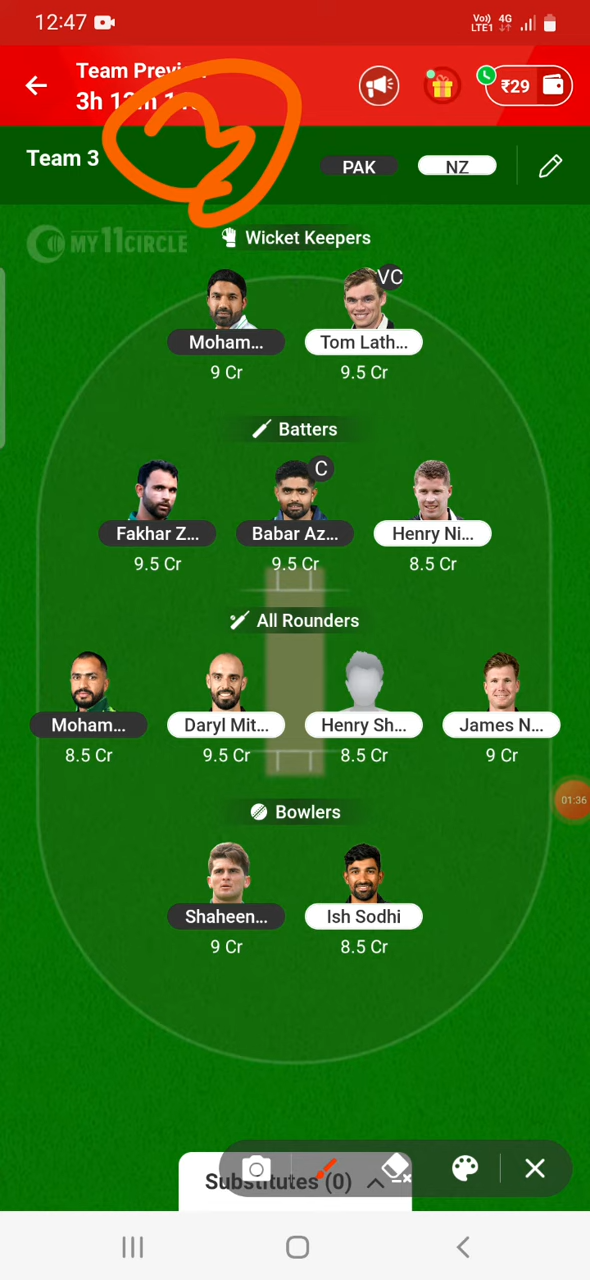 12:47 Vo)) LTE1 4G
Team Previ
3h 1
₹29
Team 3 PAK NZ
MY11CIRCLE
Wicket Keepers
VC
Moham... Tom Lath...
9 Cr 9.5 Cr
Batters
C
Fakhar Z... Babar Az... Henry Ni...
9.5 Cr 9.5 Cr 8.5 Cr
All Rounders
Moham... Daryl Mit... Henry Sh... James N...
8.5 Cr 9.5 Cr 8.5 Cr 9 Cr
01:36
Bowlers
Shaheen... Ish Sodhi
9 Cr 8.5 Cr
Substitutes (0)